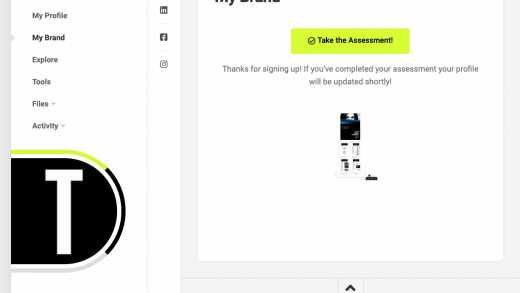 My Brand
My Profile
My Brand
Explore
Tools
Files
Activity
Take the Assessment!
Thanks for signing up! If you've completed your assessment your profile
will be updated shortly!
T